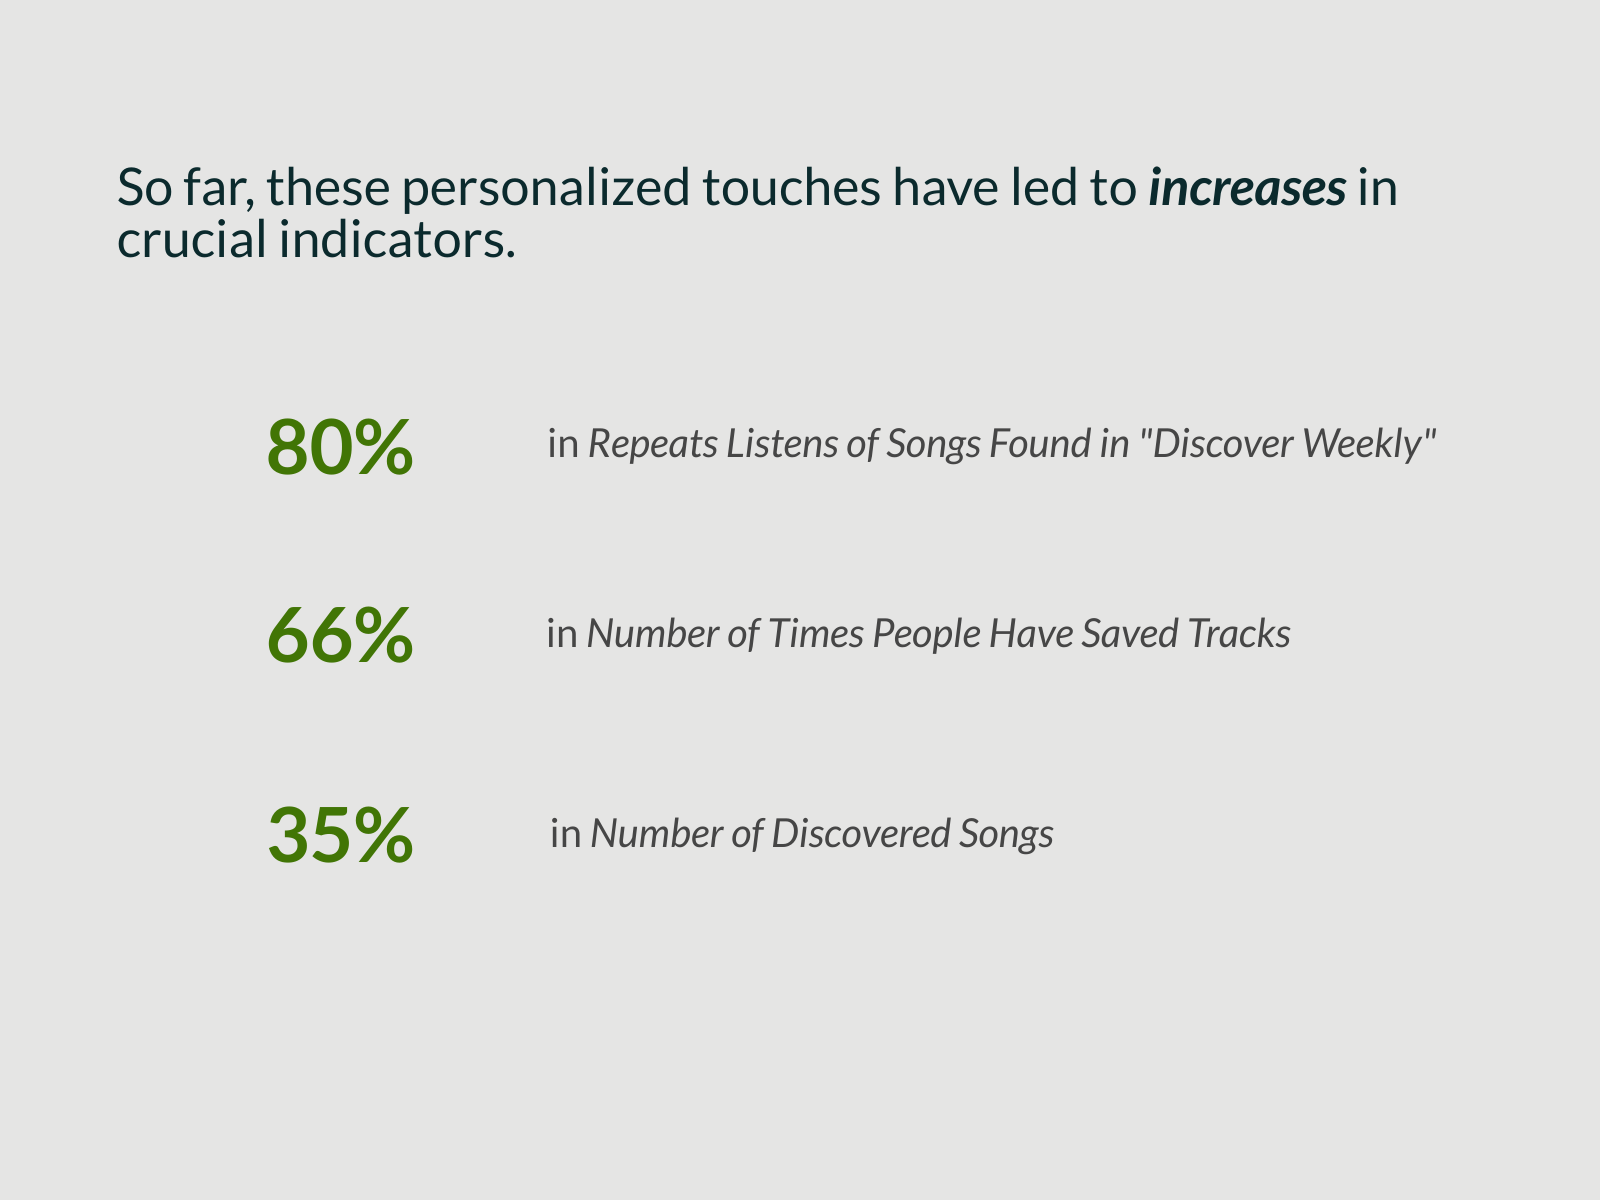 So far, these personalized touches have led to increases in
crucial indicators.
80% in Repeats Listens of Songs Found in "Discover Weekly"
66% in Number of Times People Have Saved Tracks
35% in Number of Discovered Songs